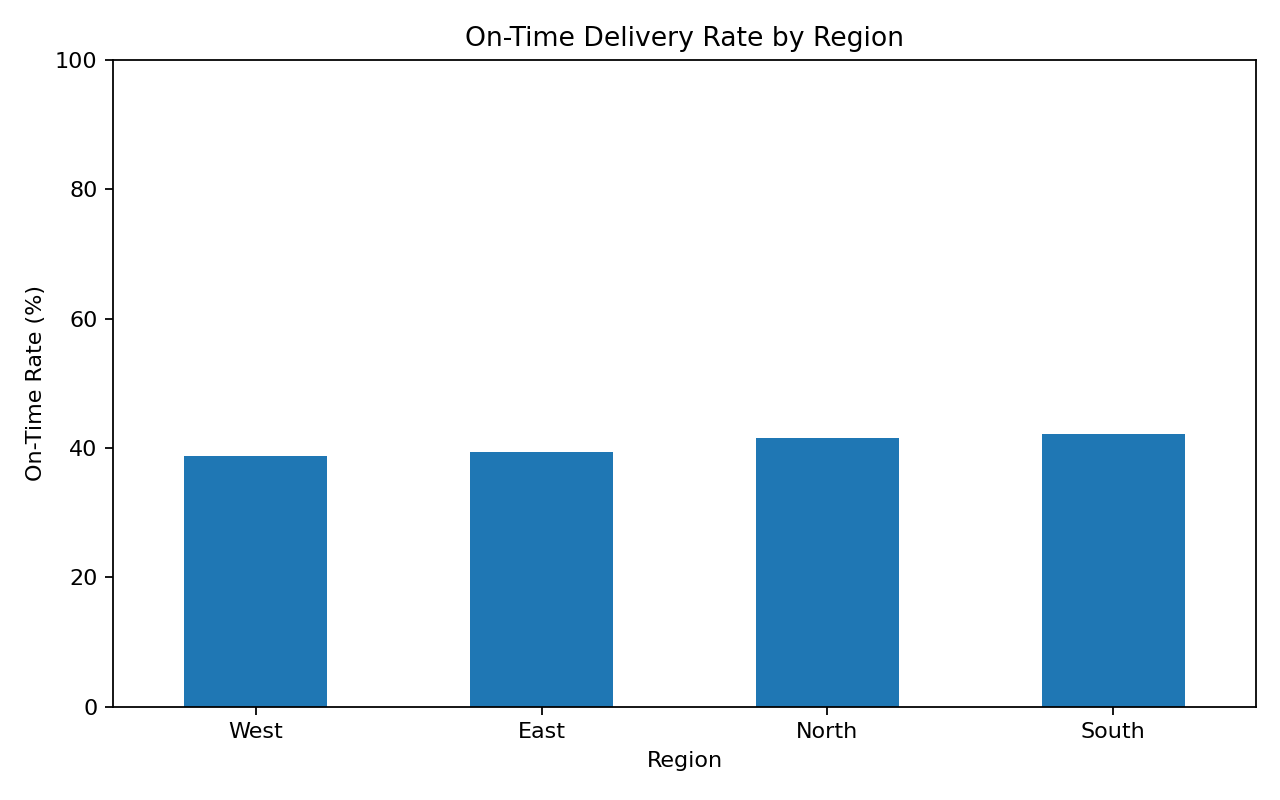 On-Time Delivery Rate by Region
100
80
60
40
20
0
On-Time Rate (%)
West East North South
Region